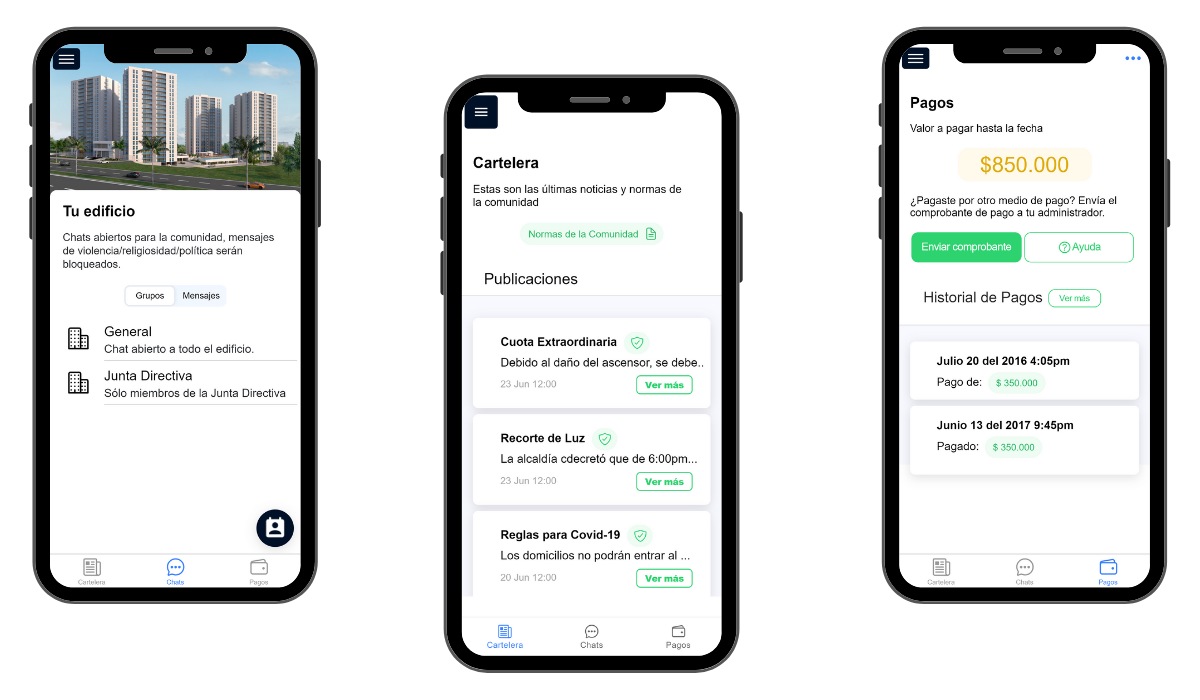 Tu edificio
Chats abiertos para la comunidad, mensajes
de violencia/religiosidad/política serán
bloqueados.
Grupos
Mensajes
General
Chat abierto a todo el edificio.
Junta Directiva
Sólo miembros de la Junta Directiva
Cartelera
Chats
Pagos
Cartelera
Estas son las últimas noticias y normas de
la comunidad
Normas de la Comunidad
Publicaciones
Cuota Extraordinaria
Debido al daño del ascensor, se debe..
23 Jun 12:00
Ver más
Recorte de Luz
La alcaldía cdecretó que de 6:00pm...
23 Jun 12:00
Ver más
Reglas para Covid-19
Los domicilios no podrán entrar al ...
20 Jun 12:00
Ver más
Cartelera
Chats
Pagos
Pagos
Valor a pagar hasta la fecha
$850.000
¿Pagaste por otro medio de pago? Envía el
comprobante de pago a tu administrador.
Enviar comprobante
Ayuda
Historial de Pagos
Ver más
Julio 20 del 2016 4:05pm
Pago de:
$ 350.000
Junio 13 del 2017 9:45pm
Pagado:
$ 350.000
Cartelera
Chats
Pagos